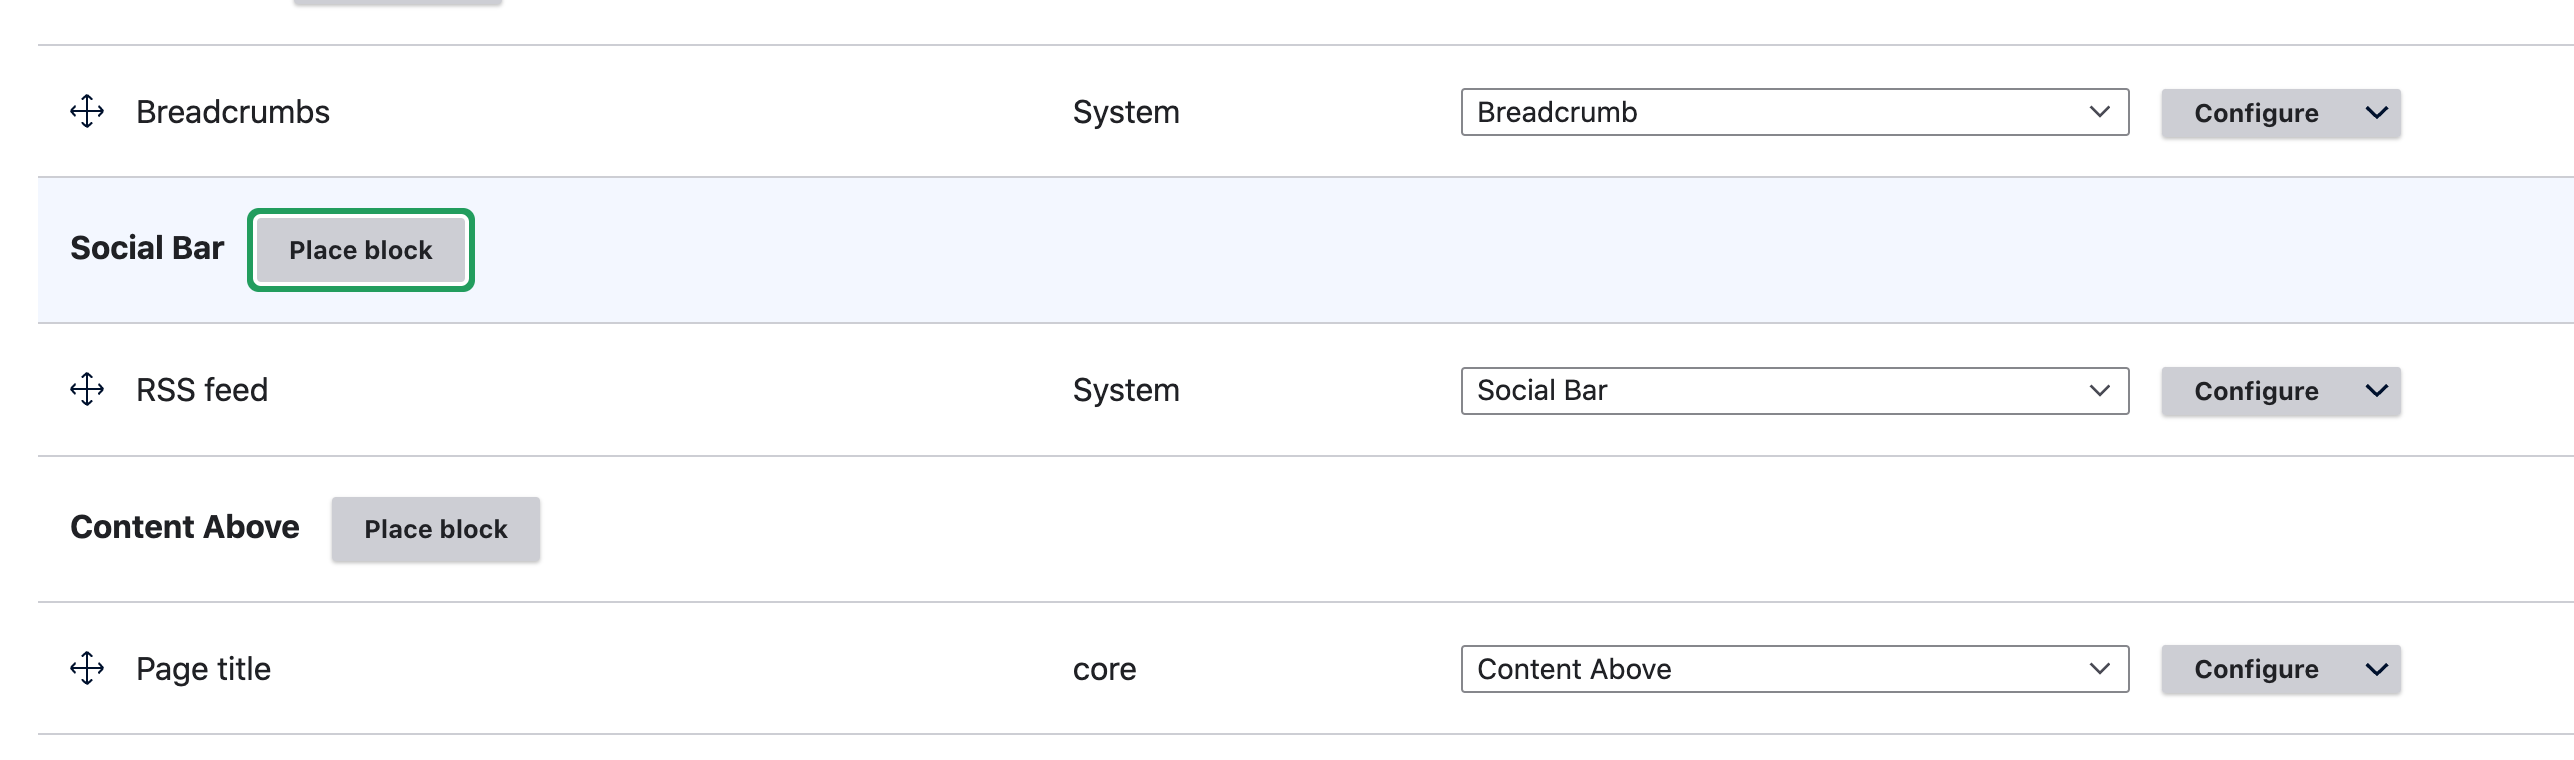 Breadcrumbs System Breadcrumb Configure
Social Bar Place block
RSS feed System Social Bar Configure
Content Above Place block
Page title core Content Above Configure